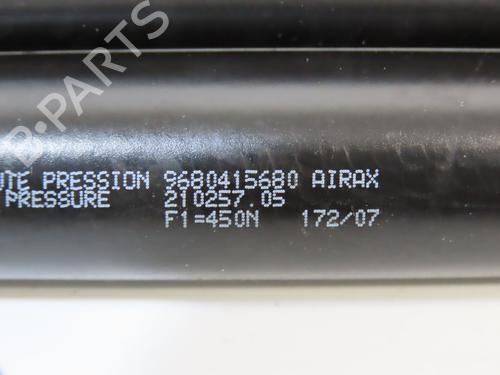 B-PARTS
UTE PRESSION 9680415680 AIRAX
PRESSURE 210257.05
F1=450N 172/07